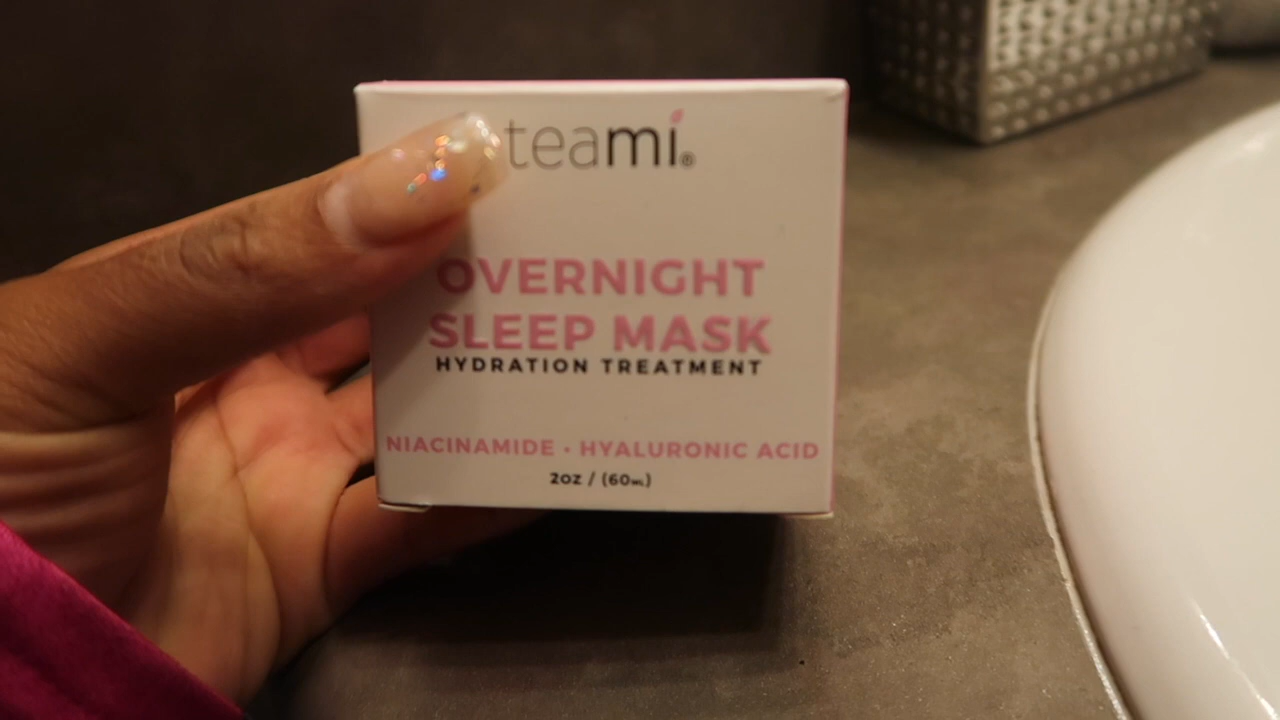 teami®
OVERNIGHT
SLEEP MASK
HYDRATION TREATMENT
NIACINAMIDE • HYALURONIC ACID
2oz / (60mL)